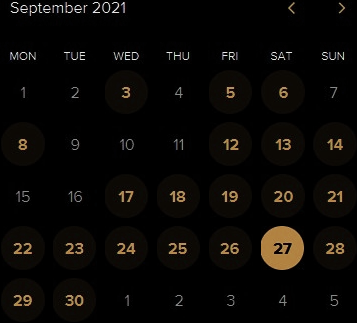 September 2021
MON TUE WED THU FRI SAT SUN
1 2 3 4 5 6 7
8 9 10 11 12 13 14
15 16 17 18 19 20 21
22 23 24 25 26 27 28
29 30 1 2 3 4 5